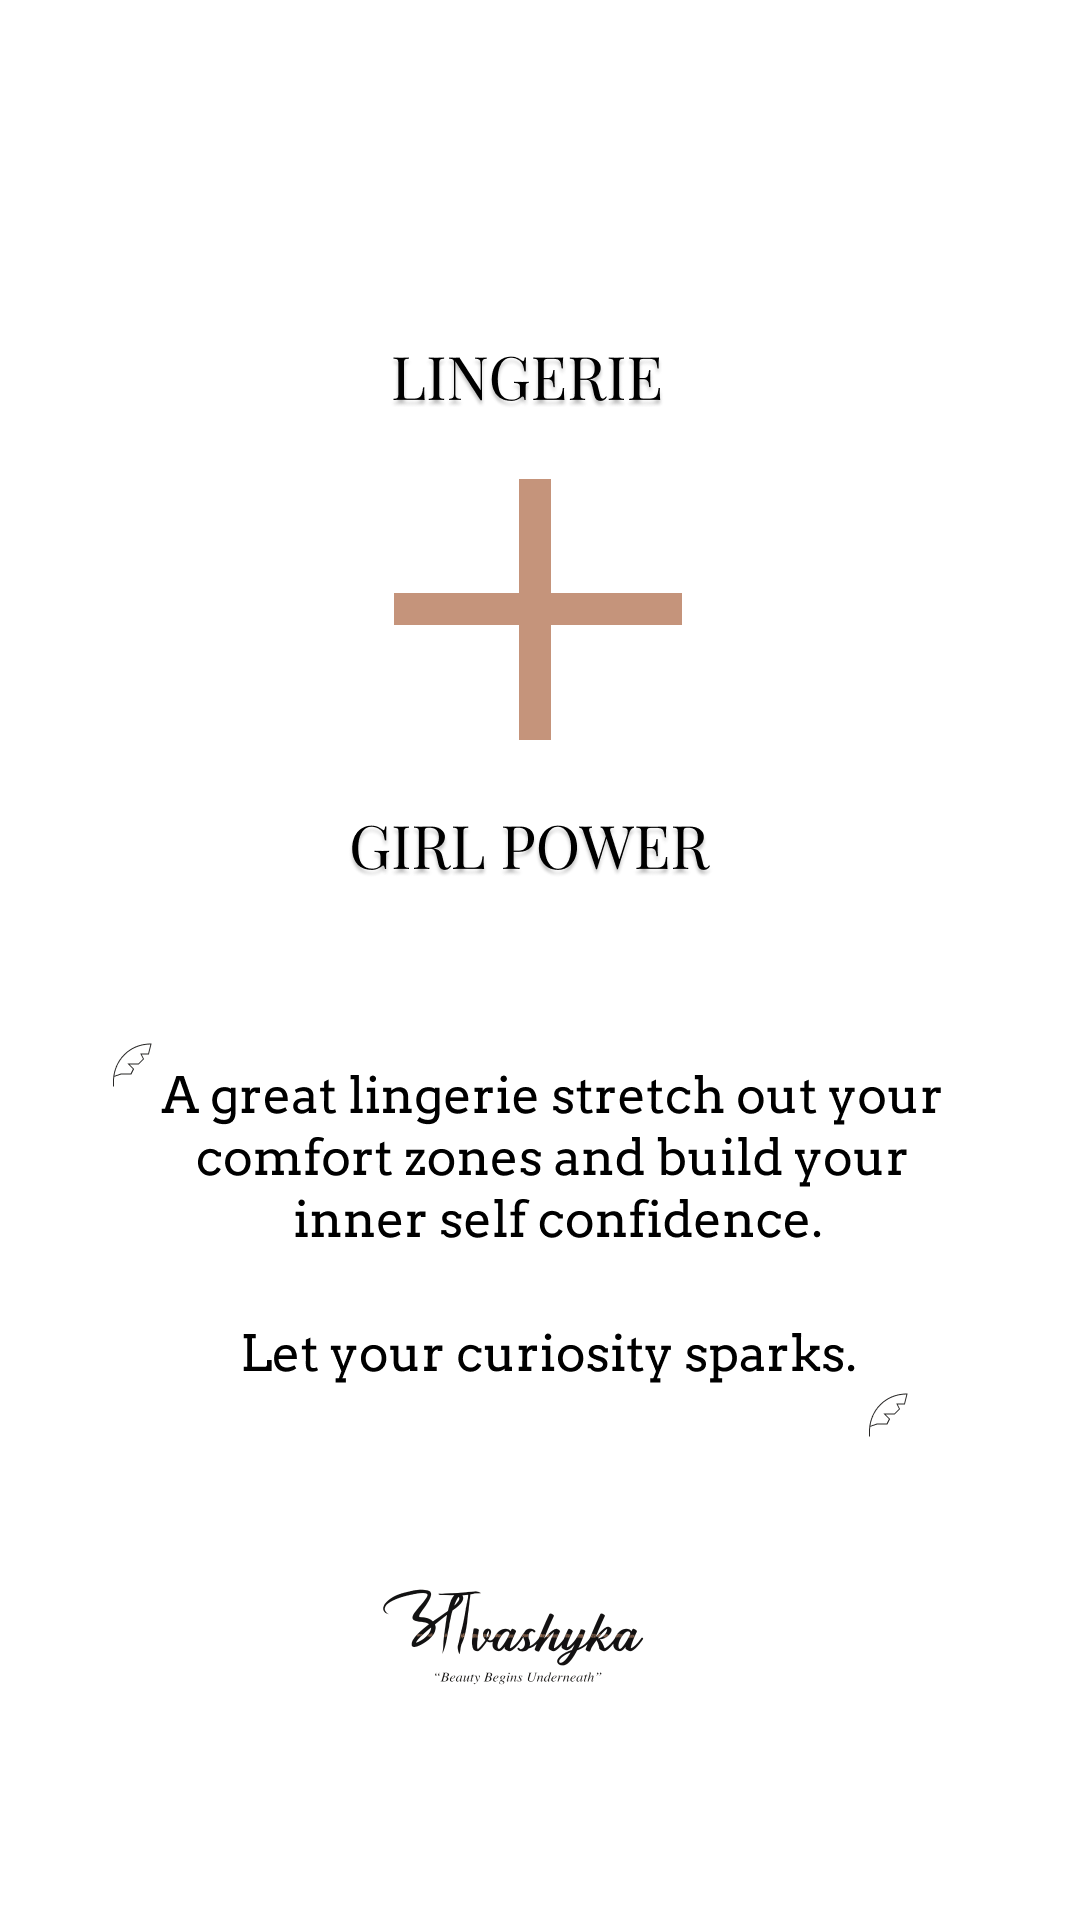 LINGERIE
GIRL POWER
A great lingerie stretch out your
comfort zones and build your
inner self confidence.
Let your curiosity sparks.
आvashyka
“Beauty Begins Underneath”